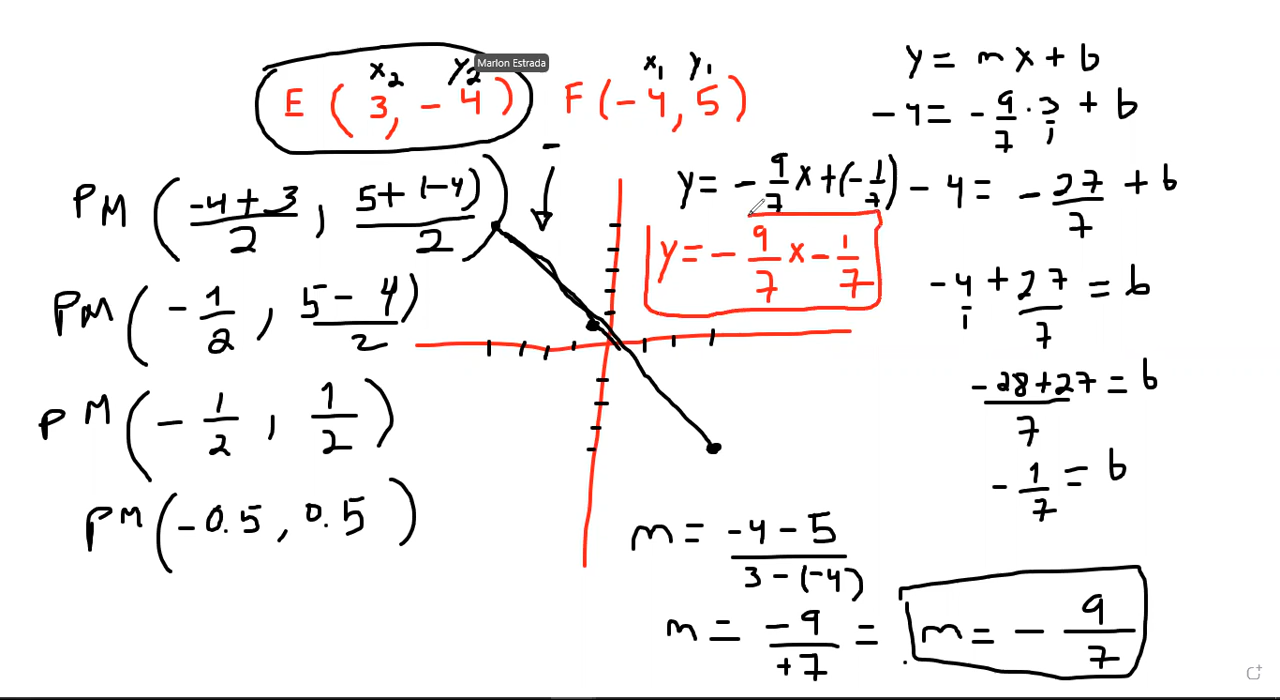 x₂ y₂ Marlon Estrada x₁ y₁
E ( 3, - 4 ) F ( - 4, 5 )
PM ( -4 + 3 / 2 , 5 + (-4) / 2 )
PM ( - 1/2 , 5 - 4 / 2 )
PM ( - 1/2 , 1/2 )
PM ( - 0.5 , 0.5 )
-
y = mx + b
- 4 = - 9/7 · 3/1 + b
y = - 9/7 x + (- 1/7)
- 4 = - 27/7 + b
y = - 9/7 x - 1/7
- 4/1 + 27/7 = b
-28 + 27 / 7 = b
- 1/7 = b
m = -4 - 5 / 3 - (-4)
m = -9 / +7 = m = - 9/7